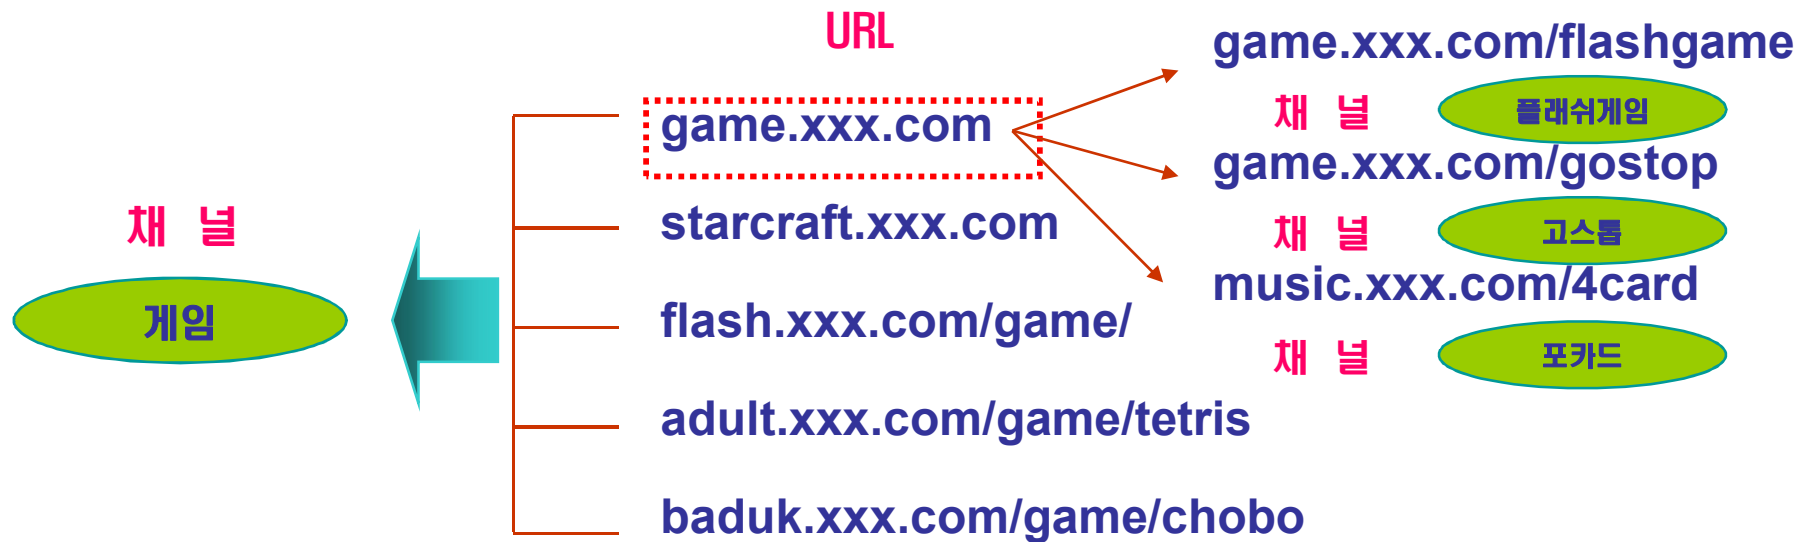 URL
채 널
게임
game.xxx.com
starcraft.xxx.com
flash.xxx.com/game/
adult.xxx.com/game/tetris
baduk.xxx.com/game/chobo
game.xxx.com/flashgame
채 널 플래쉬게임
game.xxx.com/gostop
채 널 고스톱
music.xxx.com/4card
채 널 포카드